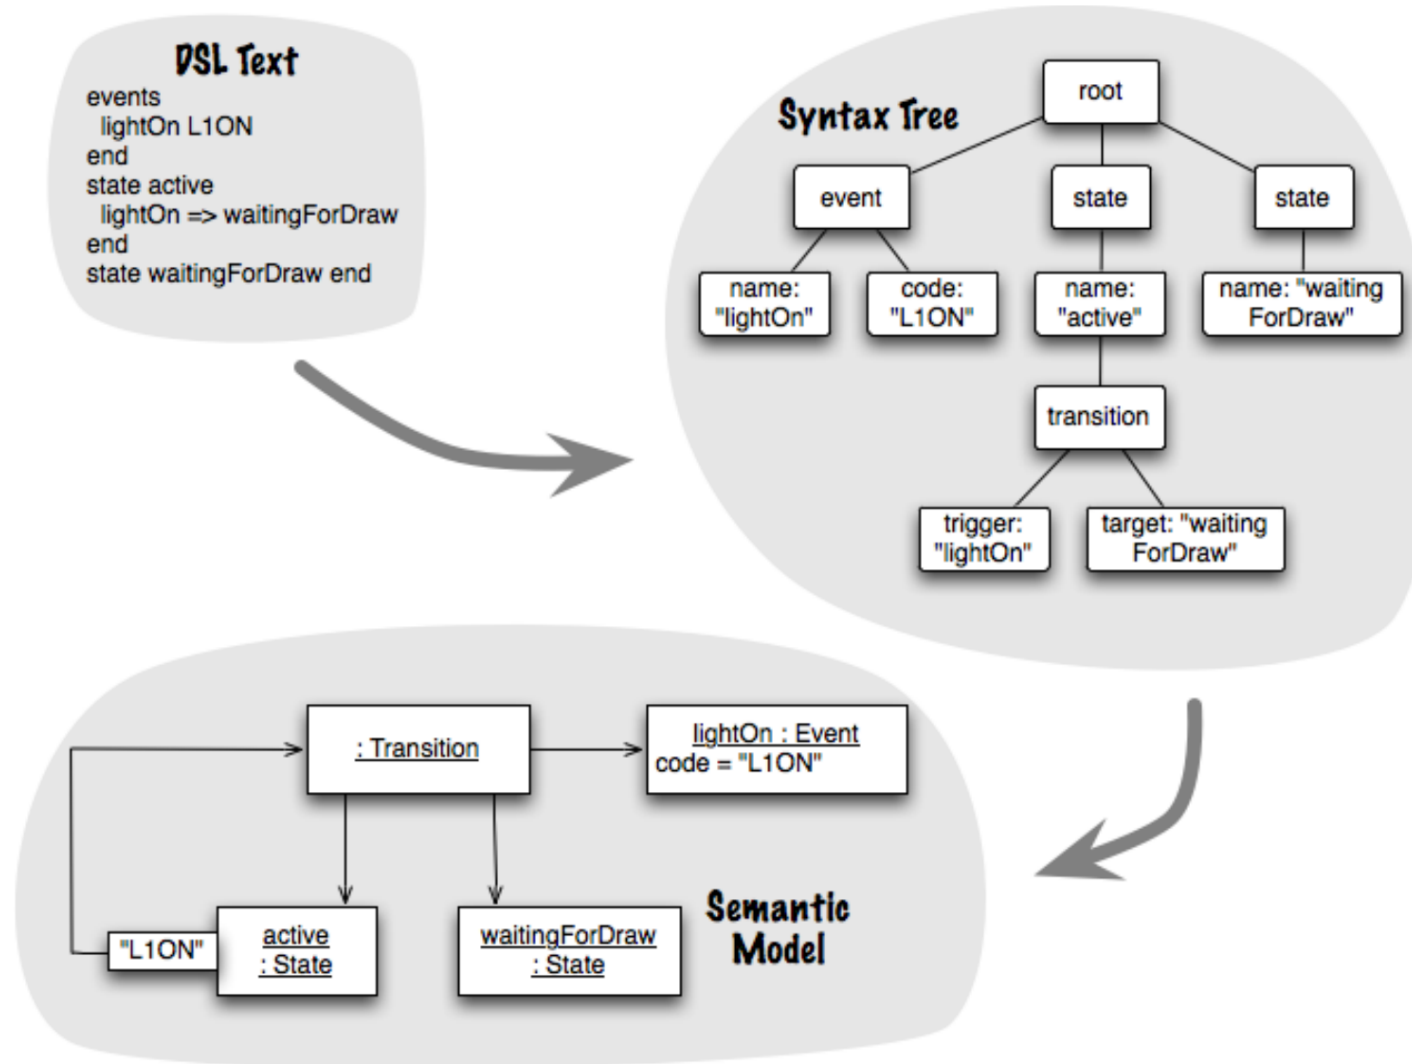 DSL Text
events
lightOn L1ON
end
state active
lightOn => waitingForDraw
end
state waitingForDraw end
Syntax Tree
root
event
state
state
name:
"lightOn"
code:
"L1ON"
name:
"active"
name: "waiting
ForDraw"
transition
trigger:
"lightOn"
target: "waiting
ForDraw"
: Transition
lightOn : Event
code = "L1ON"
"L1ON"
active
: State
waitingForDraw
: State
Semantic
Model